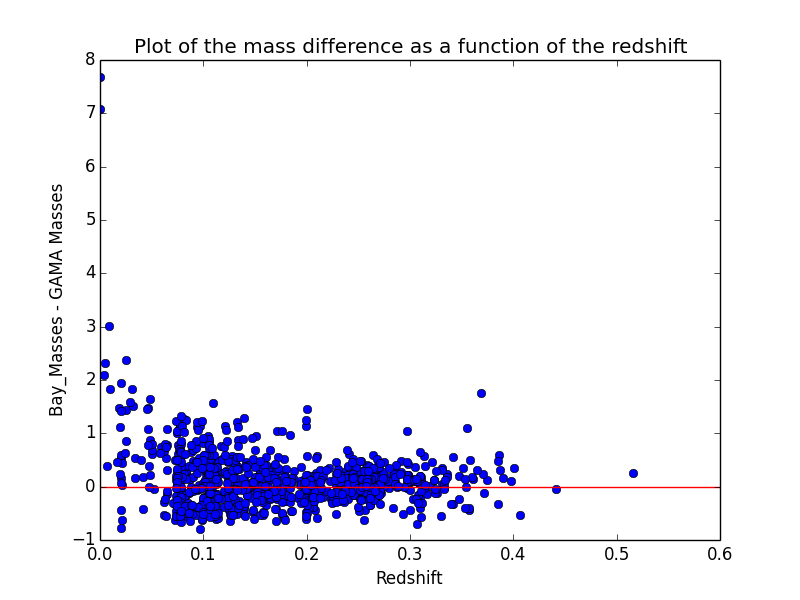 Plot of the mass difference as a function of the redshift
8
7
6
5
4
3
2
1
0
−1
Bay_Masses - GAMA Masses
0.0 0.1 0.2 0.3 0.4 0.5 0.6
Redshift